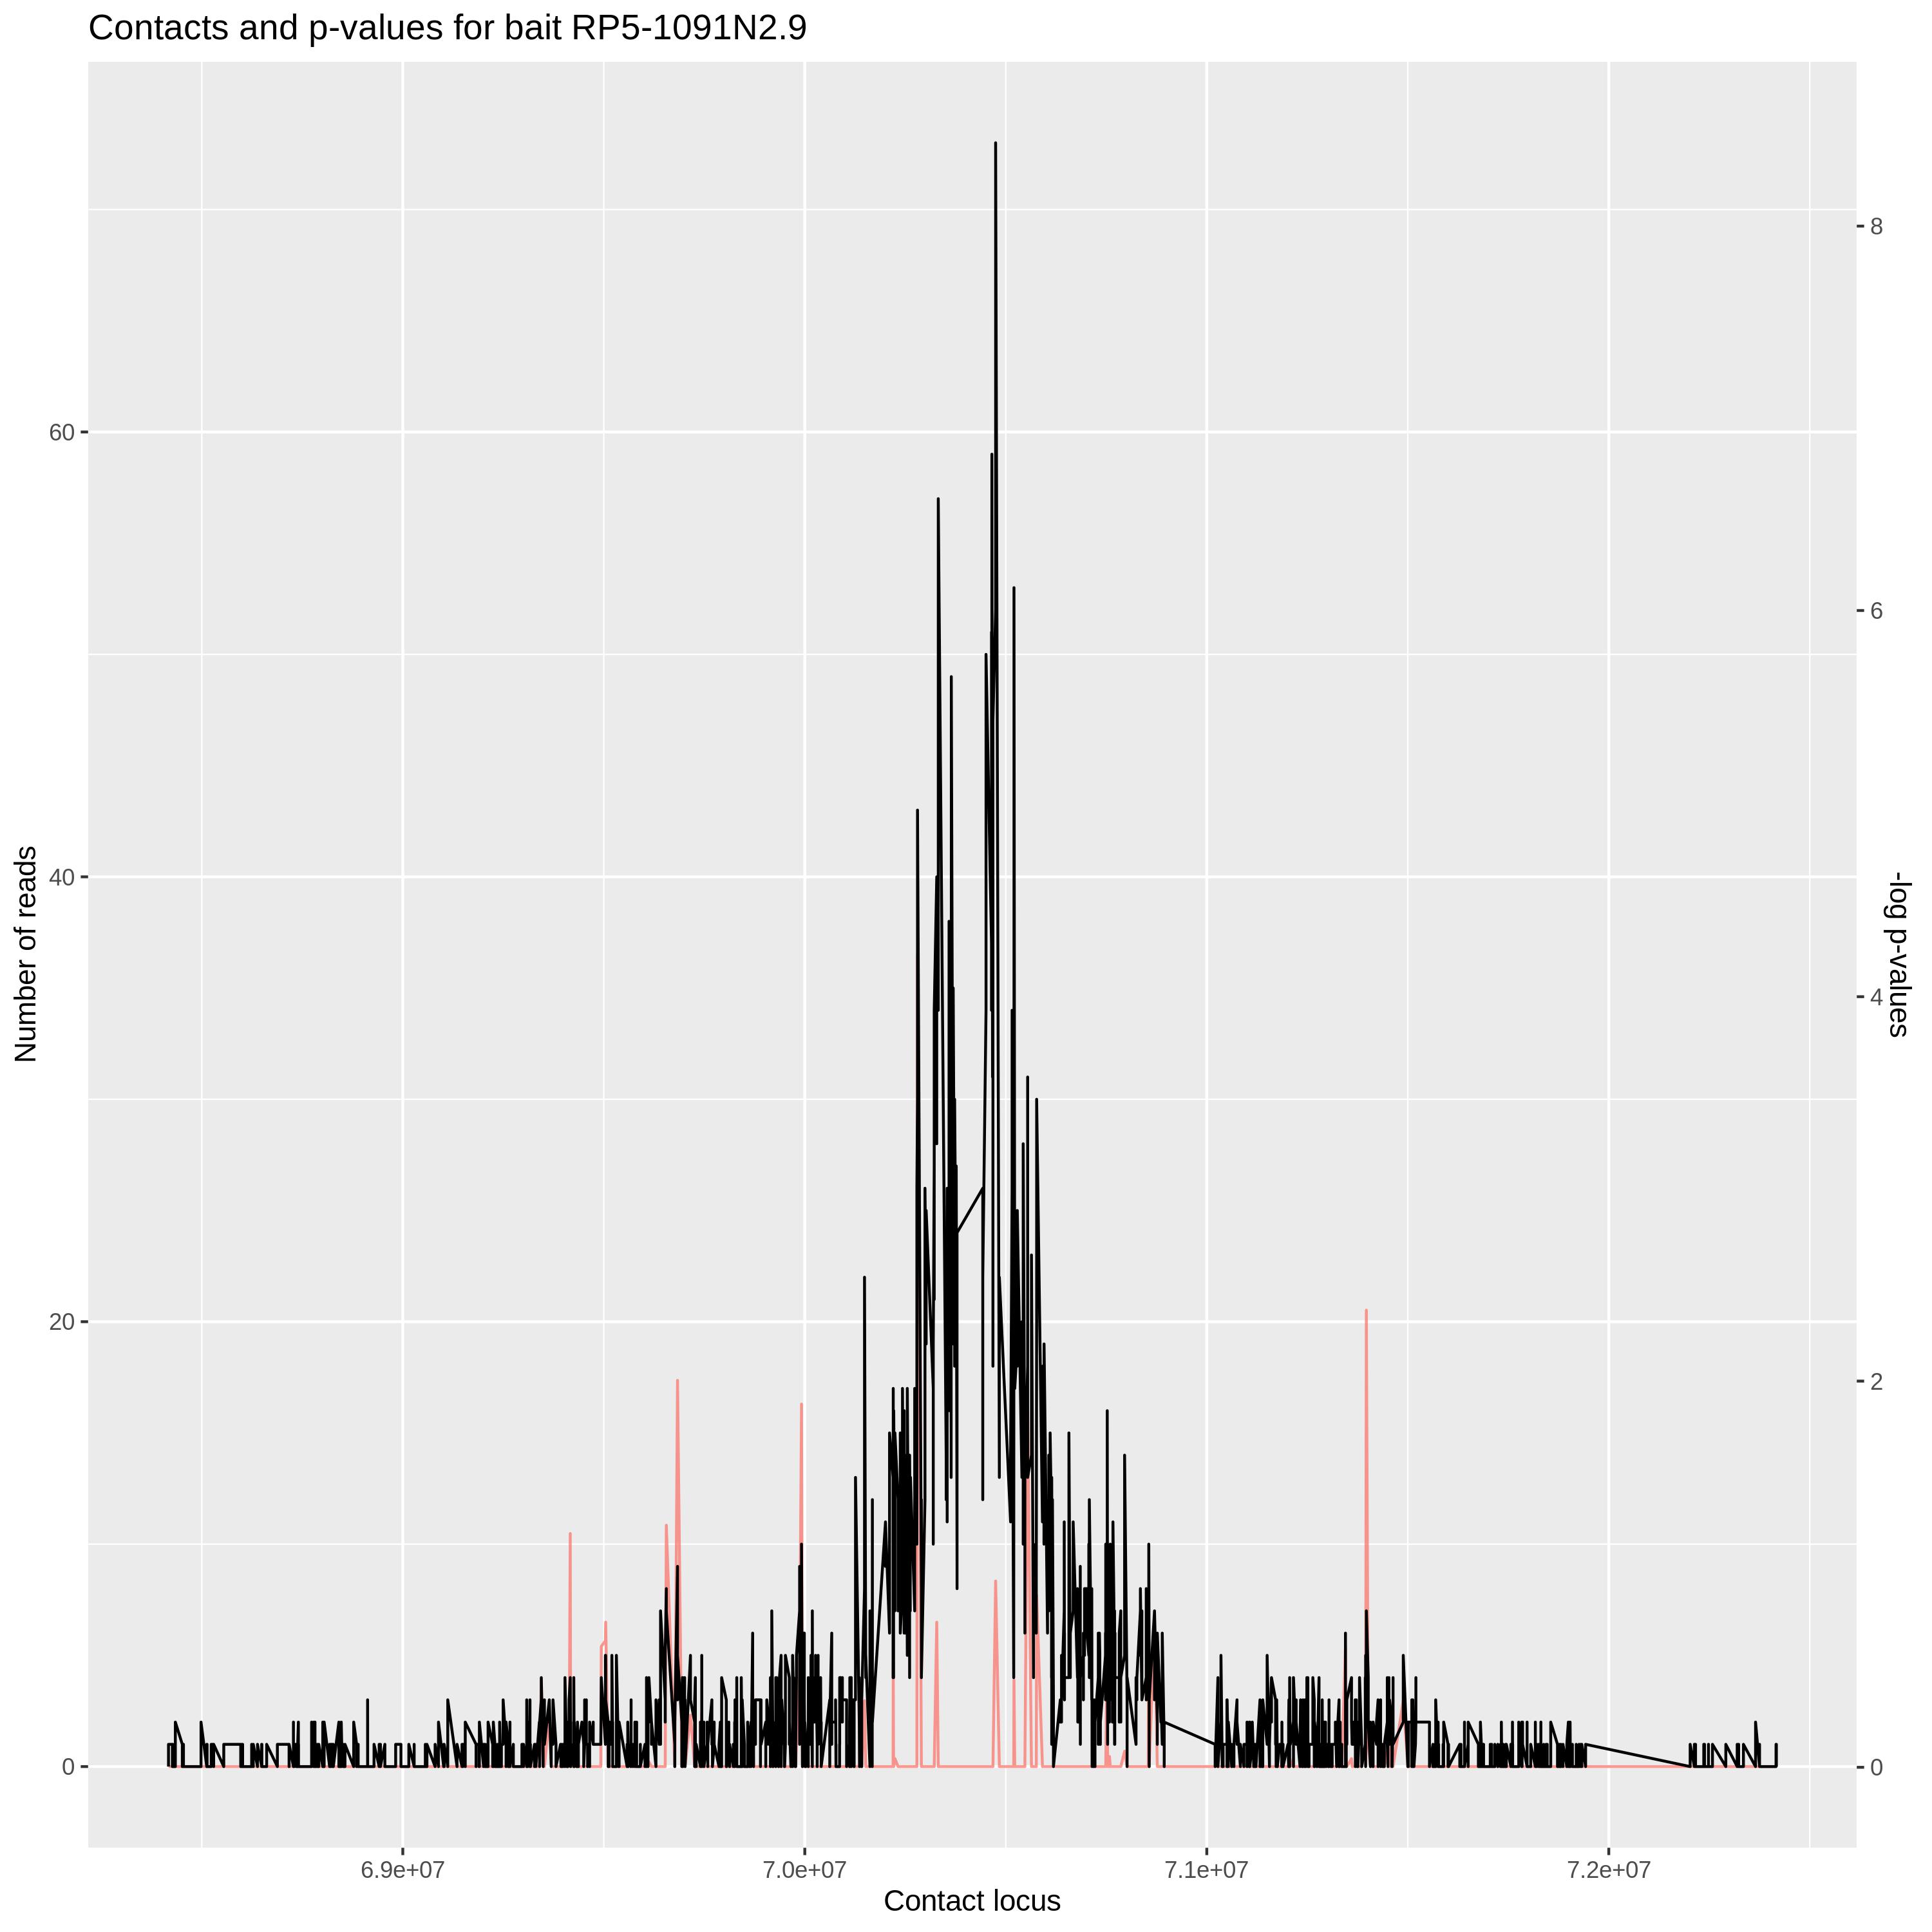 Contacts and p-values for bait RP5-1091N2.9
60
40
20
0
Number of reads
8
6
4
2
0
-log p-values
6.9e+07
7.0e+07
7.1e+07
7.2e+07
Contact locus